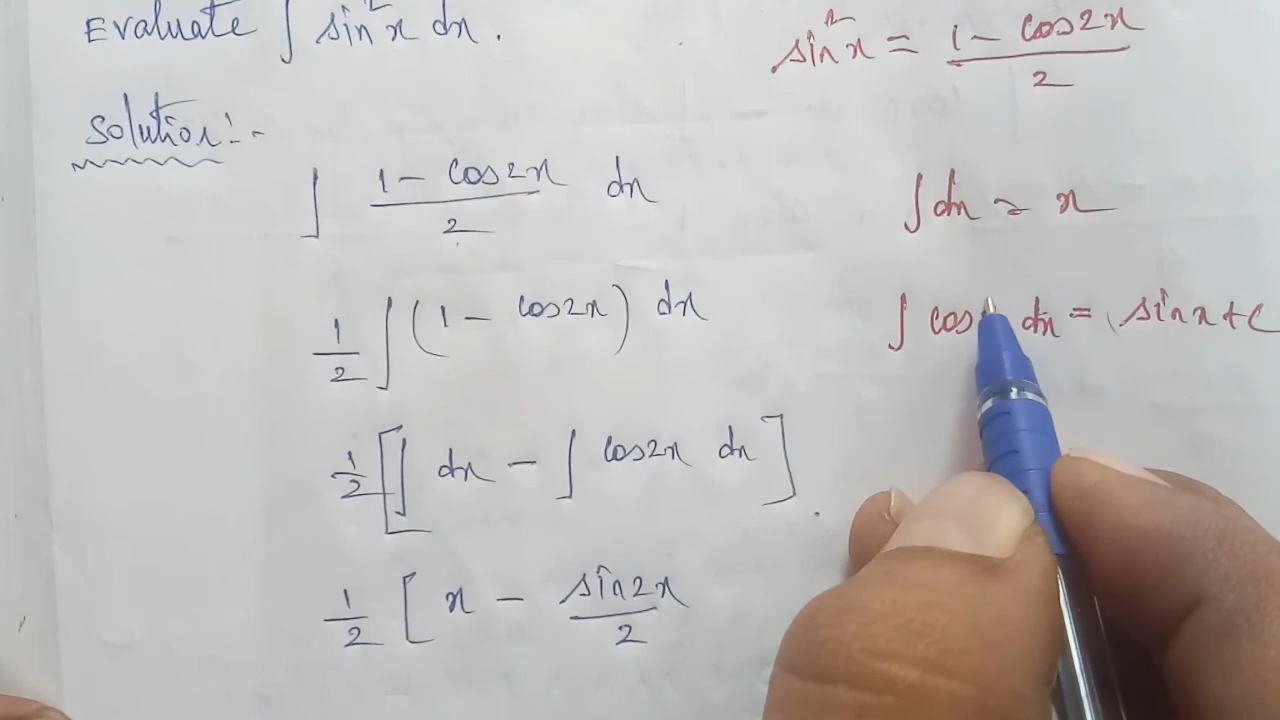 Evaluate ∫ sin²x dx.
sin²x = (1 - cos2x)/2
Solution:-
∫ (1 - cos2x)/2 dx
∫ dx = x
1/2 ∫ (1 - cos2x) dx
∫ cos dx = sinx + c
1/2 [∫ dx - ∫ cos2x dx]
1/2 [x - sin2x/2